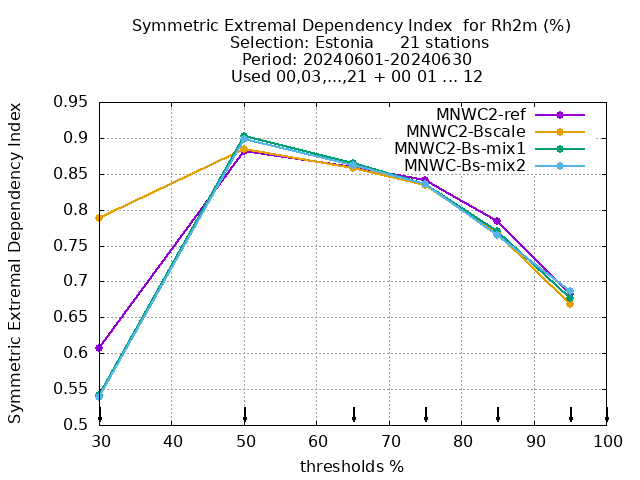 Symmetric Extremal Dependency Index  for Rh2m (%)
Selection: Estonia     21 stations
Period: 20240601-20240630
Used 00,03,...,21 + 00 01 ... 12
Symmetric Extremal Dependency Index
0.95
0.9
0.85
0.8
0.75
0.7
0.65
0.6
0.55
0.5
MNWC2-ref
MNWC2-Bscale
MNWC2-Bs-mix1
MNWC-Bs-mix2
30 40 50 60 70 80 90 100
thresholds %